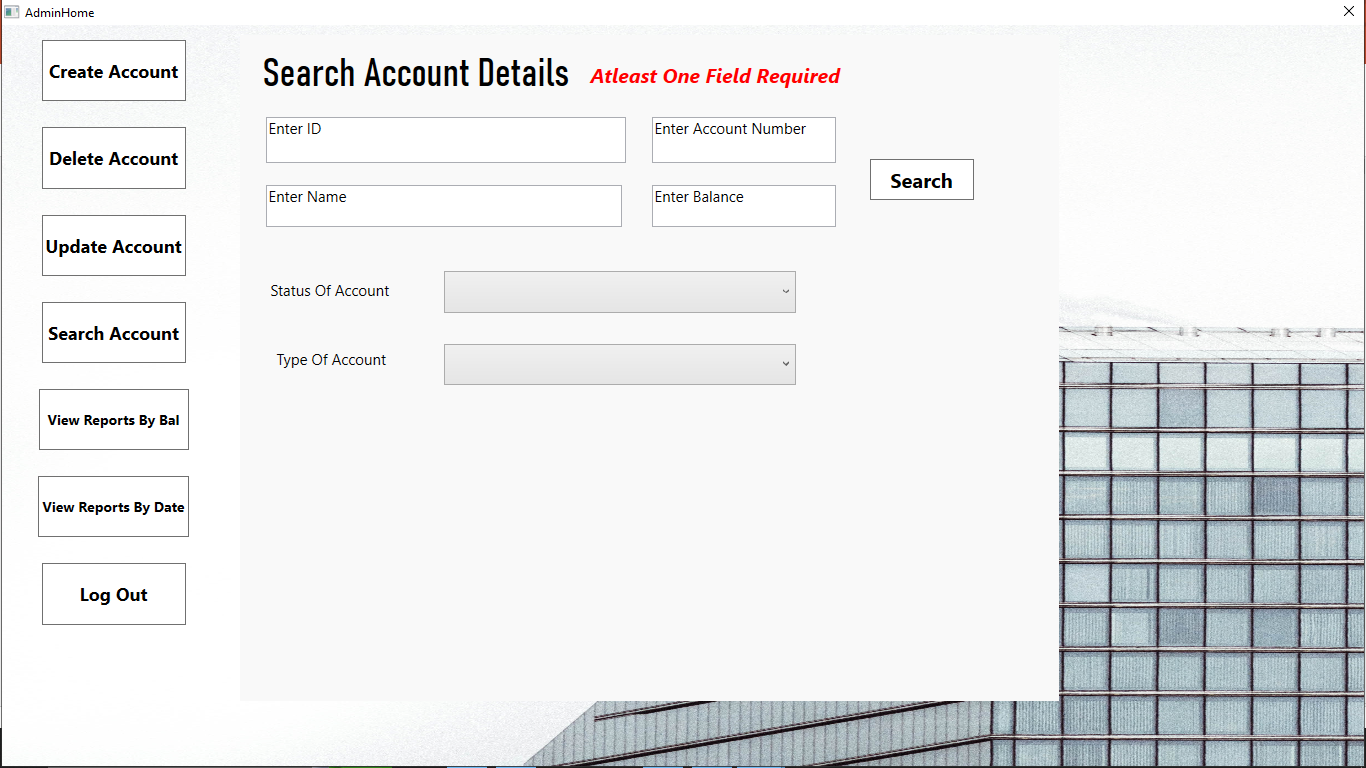 AdminHome
Create Account
Delete Account
Update Account
Search Account
View Reports By Bal
View Reports By Date
Log Out
Search Account Details Atleast One Field Required
Enter ID
Enter Account Number
Enter Name
Enter Balance
Search
Status Of Account
Type Of Account